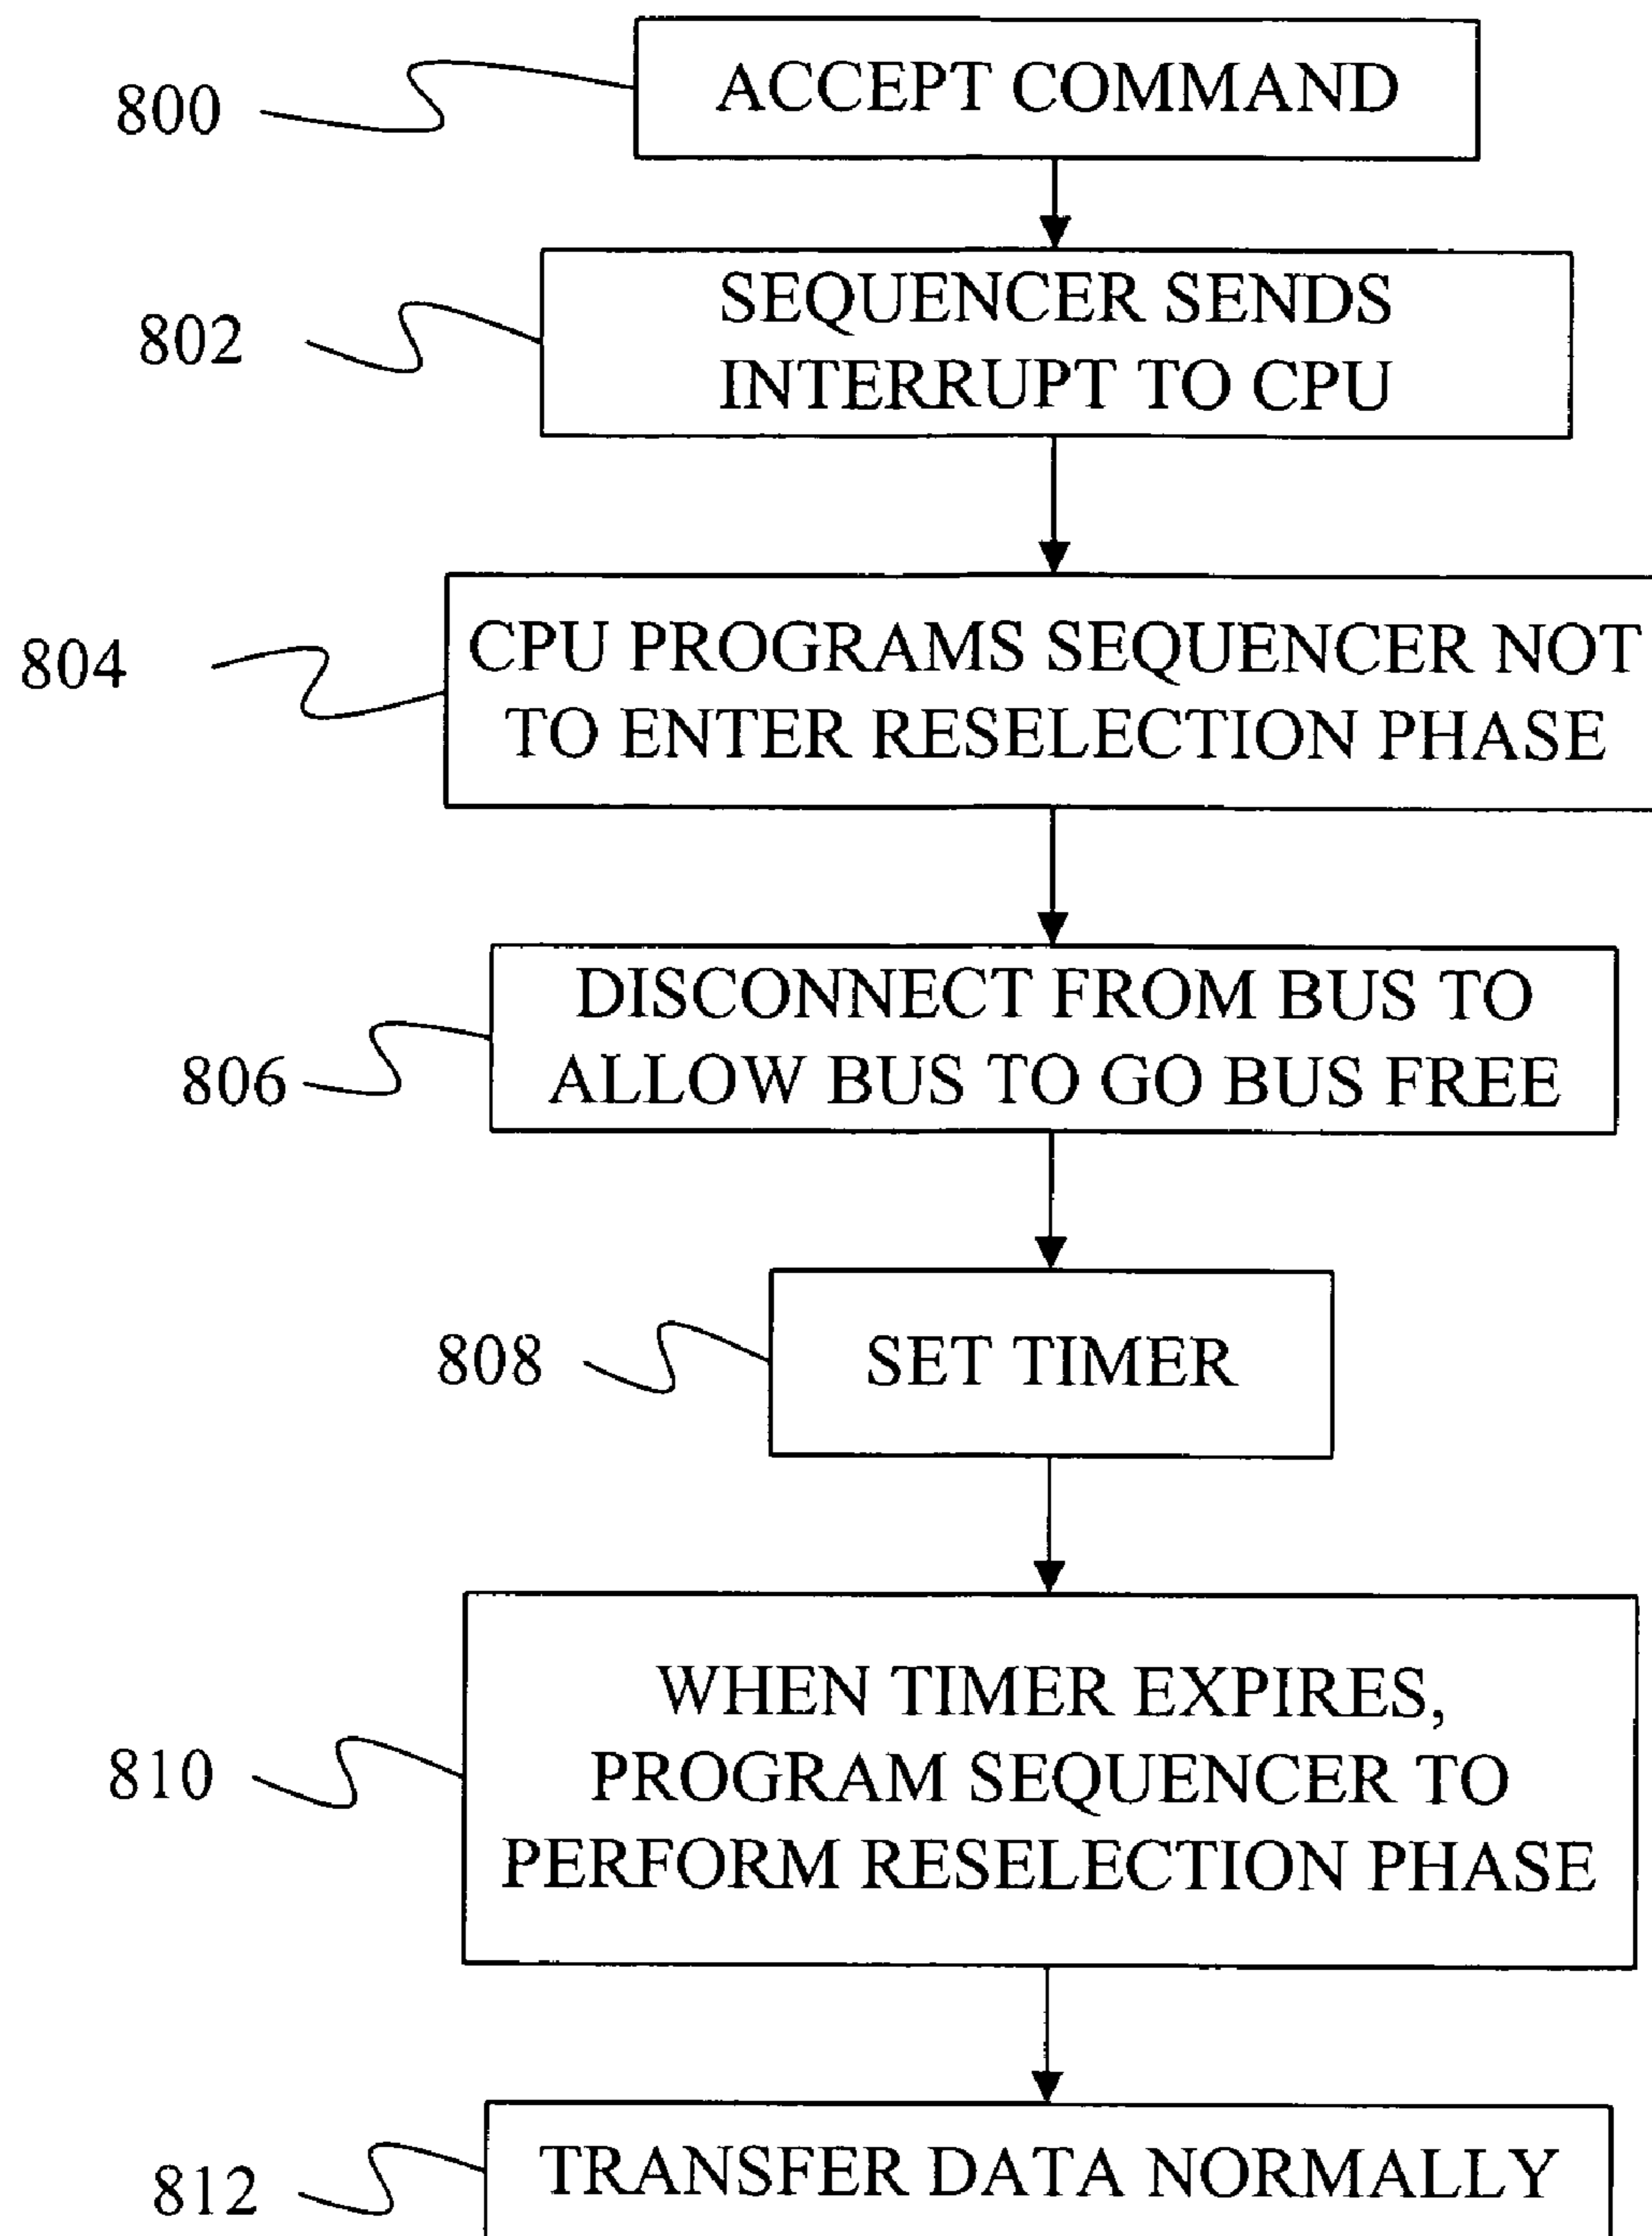 800
ACCEPT COMMAND
802
SEQUENCER SENDS
INTERRUPT TO CPU
804
CPU PROGRAMS SEQUENCER NOT
TO ENTER RESELECTION PHASE
806
DISCONNECT FROM BUS TO
ALLOW BUS TO GO BUS FREE
808
SET TIMER
810
WHEN TIMER EXPIRES,
PROGRAM SEQUENCER TO
PERFORM RESELECTION PHASE
812
TRANSFER DATA NORMALLY